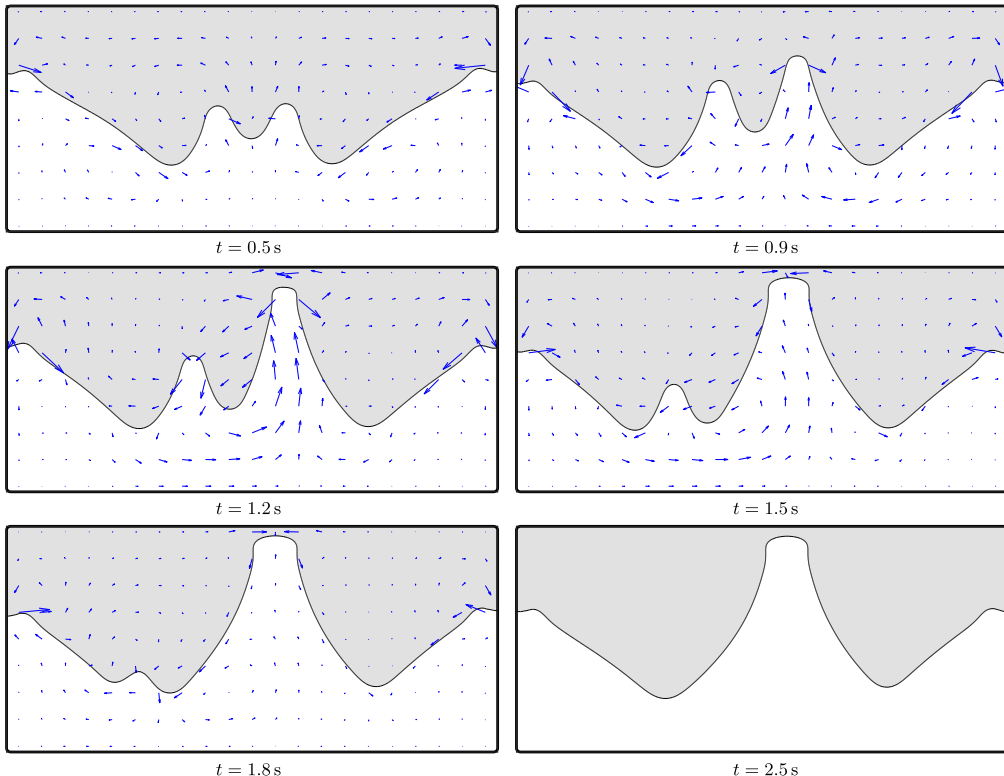 t = 0.5 s
t = 0.9 s
t = 1.2 s
t = 1.5 s
t = 1.8 s
t = 2.5 s